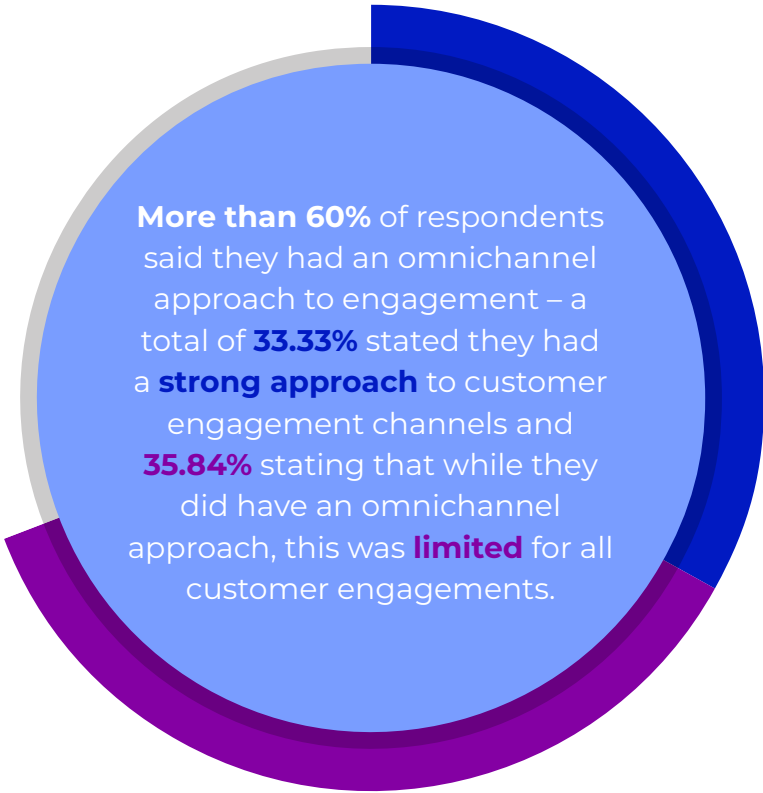 More than 60% of respondents
said they had an omnichannel
approach to engagement – a
total of 33.33% stated they had
a strong approach to customer
engagement channels and
35.84% stating that while they
did have an omnichannel
approach, this was limited for all
customer engagements.